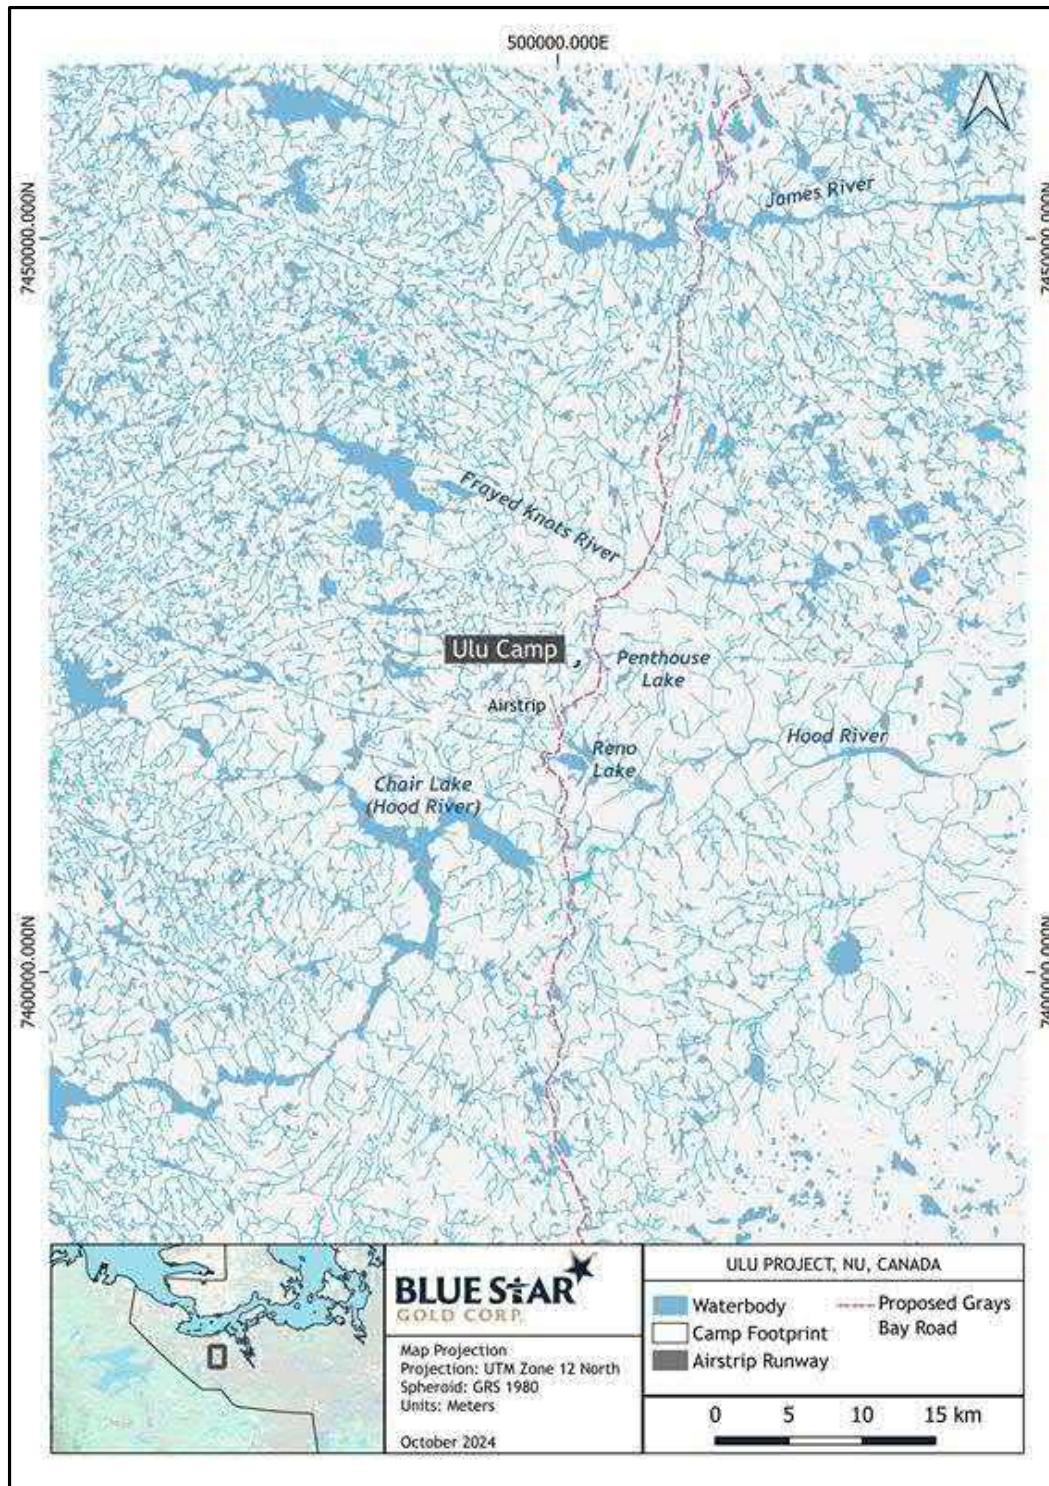 500000.000E
James River
7450000.000N
7450000.000N
Frayed Knots River
Ulu Camp
Penthouse
Lake
Airstrip
Reno
Lake
Hood River
Chair Lake
(Hood River)
7400000.000N
7400000.000N
BLUE STAR
GOLD CORP.
Map Projection
Projection: UTM Zone 12 North
Spheroid: GRS 1980
Units: Meters
October 2024
ULU PROJECT, NU, CANADA
Waterbody
Camp Footprint
Airstrip Runway
Proposed Grays
Bay Road
0 5 10 15 km